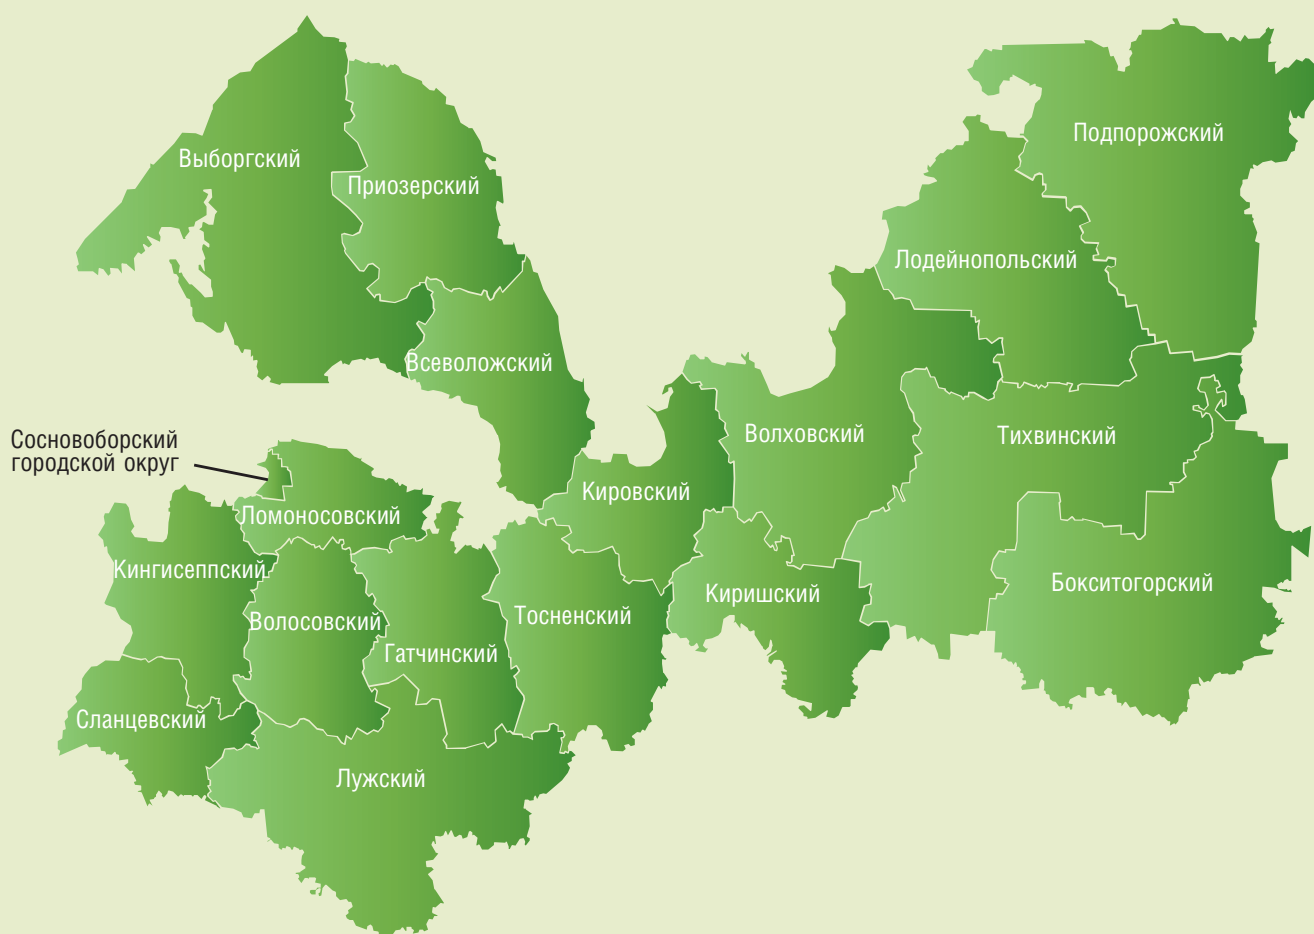 Подпорожский
Выборгский
Приозерский
Лодейнопольский
Всеволожский
Волховский
Тихвинский
Сосновоборский
городской округ
Кировский
Ломоносовский
Кингисеппский
Бокситогорский
Киришский
Волосовский
Тосненский
Гатчинский
Сланцевский
Лужский